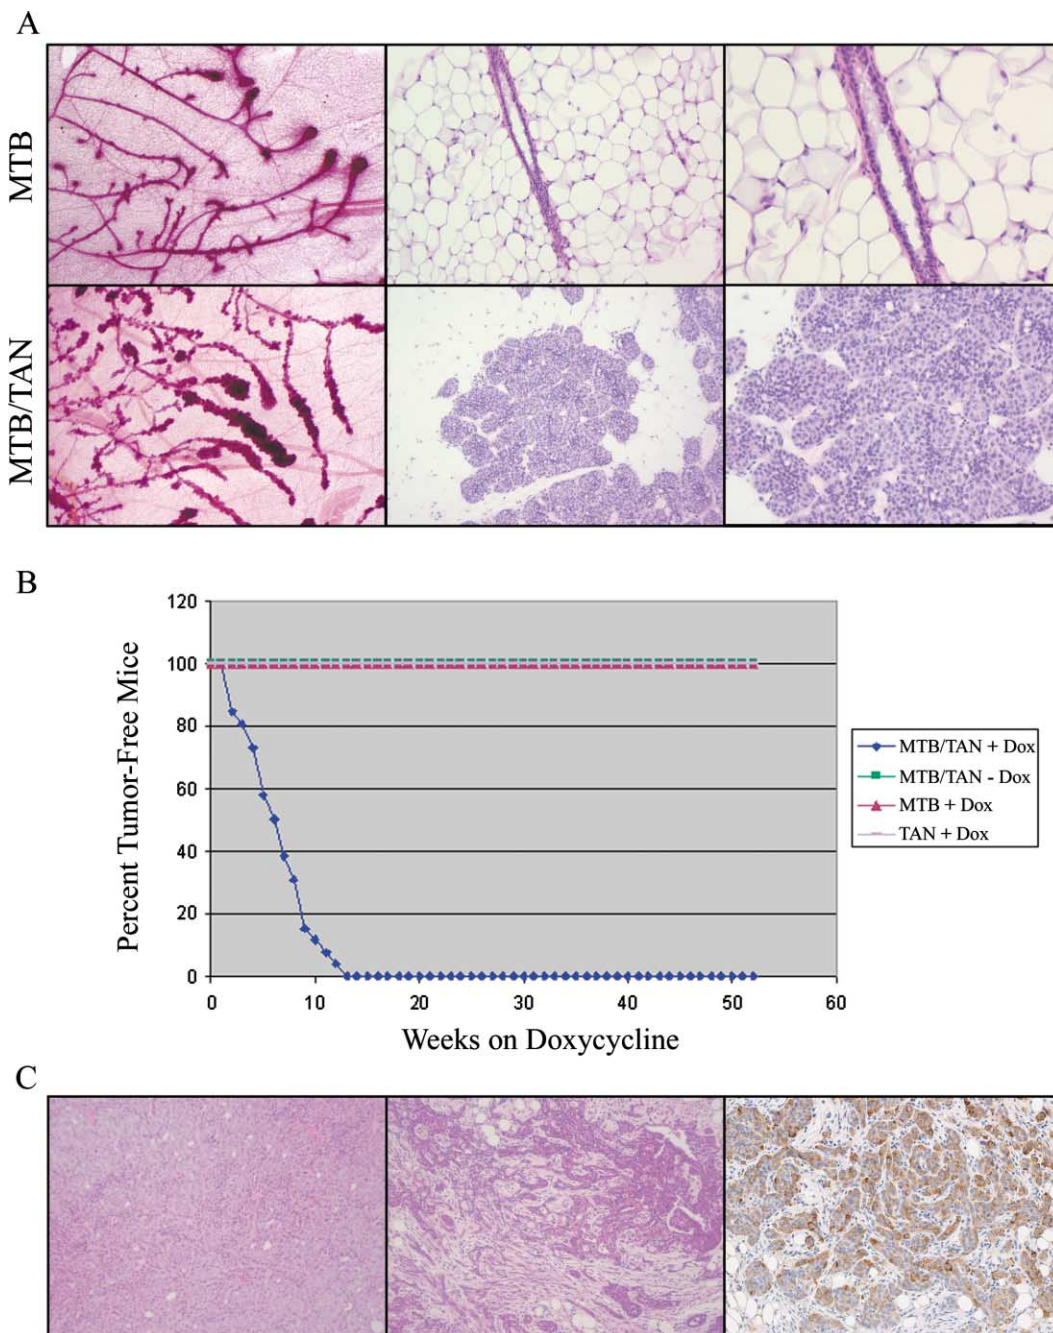 A
MTB
MTB/TAN
B
Percent Tumor-Free Mice
120
100
80
60
40
20
0
0 10 20 30 40 50 60
Weeks on Doxycycline
MTB/TAN + Dox
MTB/TAN - Dox
MTB + Dox
TAN + Dox
C